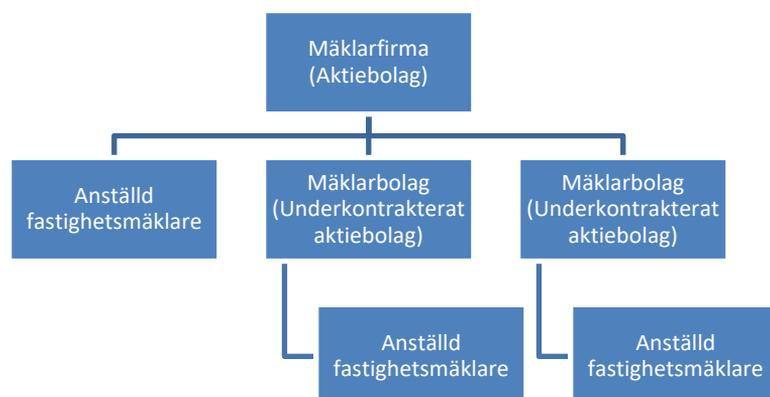 Mäklarfirma
(Aktiebolag)
Anställd
fastighetsmäklare
Mäklarbolag
(Underkontrakterat
aktiebolag)
Mäklarbolag
(Underkontrakterat
aktiebolag)
Anställd
fastighetsmäklare
Anställd
fastighetsmäklare